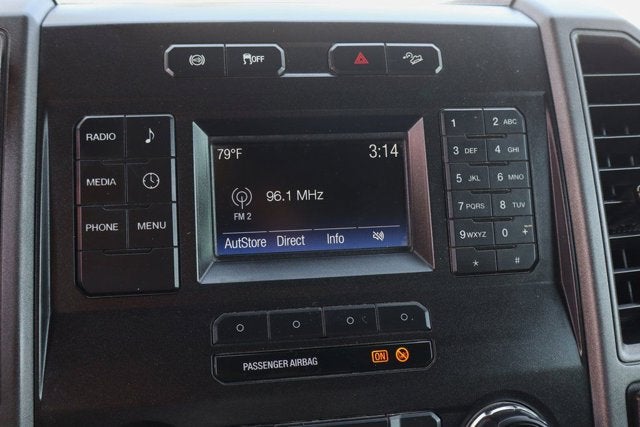 OFF
RADIO
MEDIA
PHONE MENU
79°F 3:14
96.1 MHz
FM 2
AutoStore Direct Info
1 2 ABC
3 DEF 4 GHI
5 JKL 6 MNO
7 PQRS 8 TUV
9 WXYZ 0 +
* #
PASSENGER AIRBAG ON